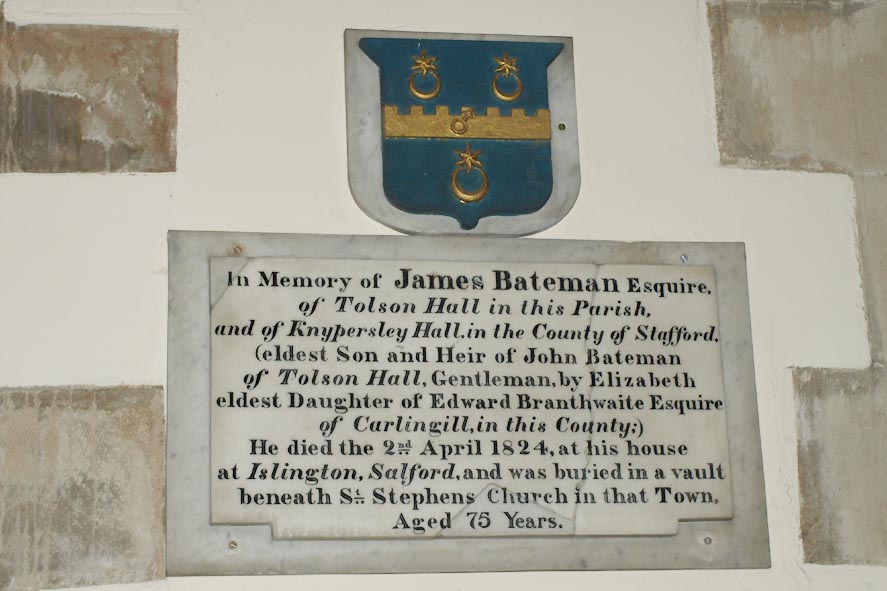 In Memory of James Bateman Esquire,
of Tolson Hall in this Parish,
and of Knypersley Hall, in the County of Stafford,
(eldest Son and Heir of John Bateman
of Tolson Hall, Gentleman, by Elizabeth
eldest Daughter of Edward Branthwaite Esquire
of Carlingill, in this County;)
He died the 2nd April 1824, at his house
at Islington, Salford, and was buried in a vault
beneath St. Stephens Church in that Town,
Aged 75 Years.